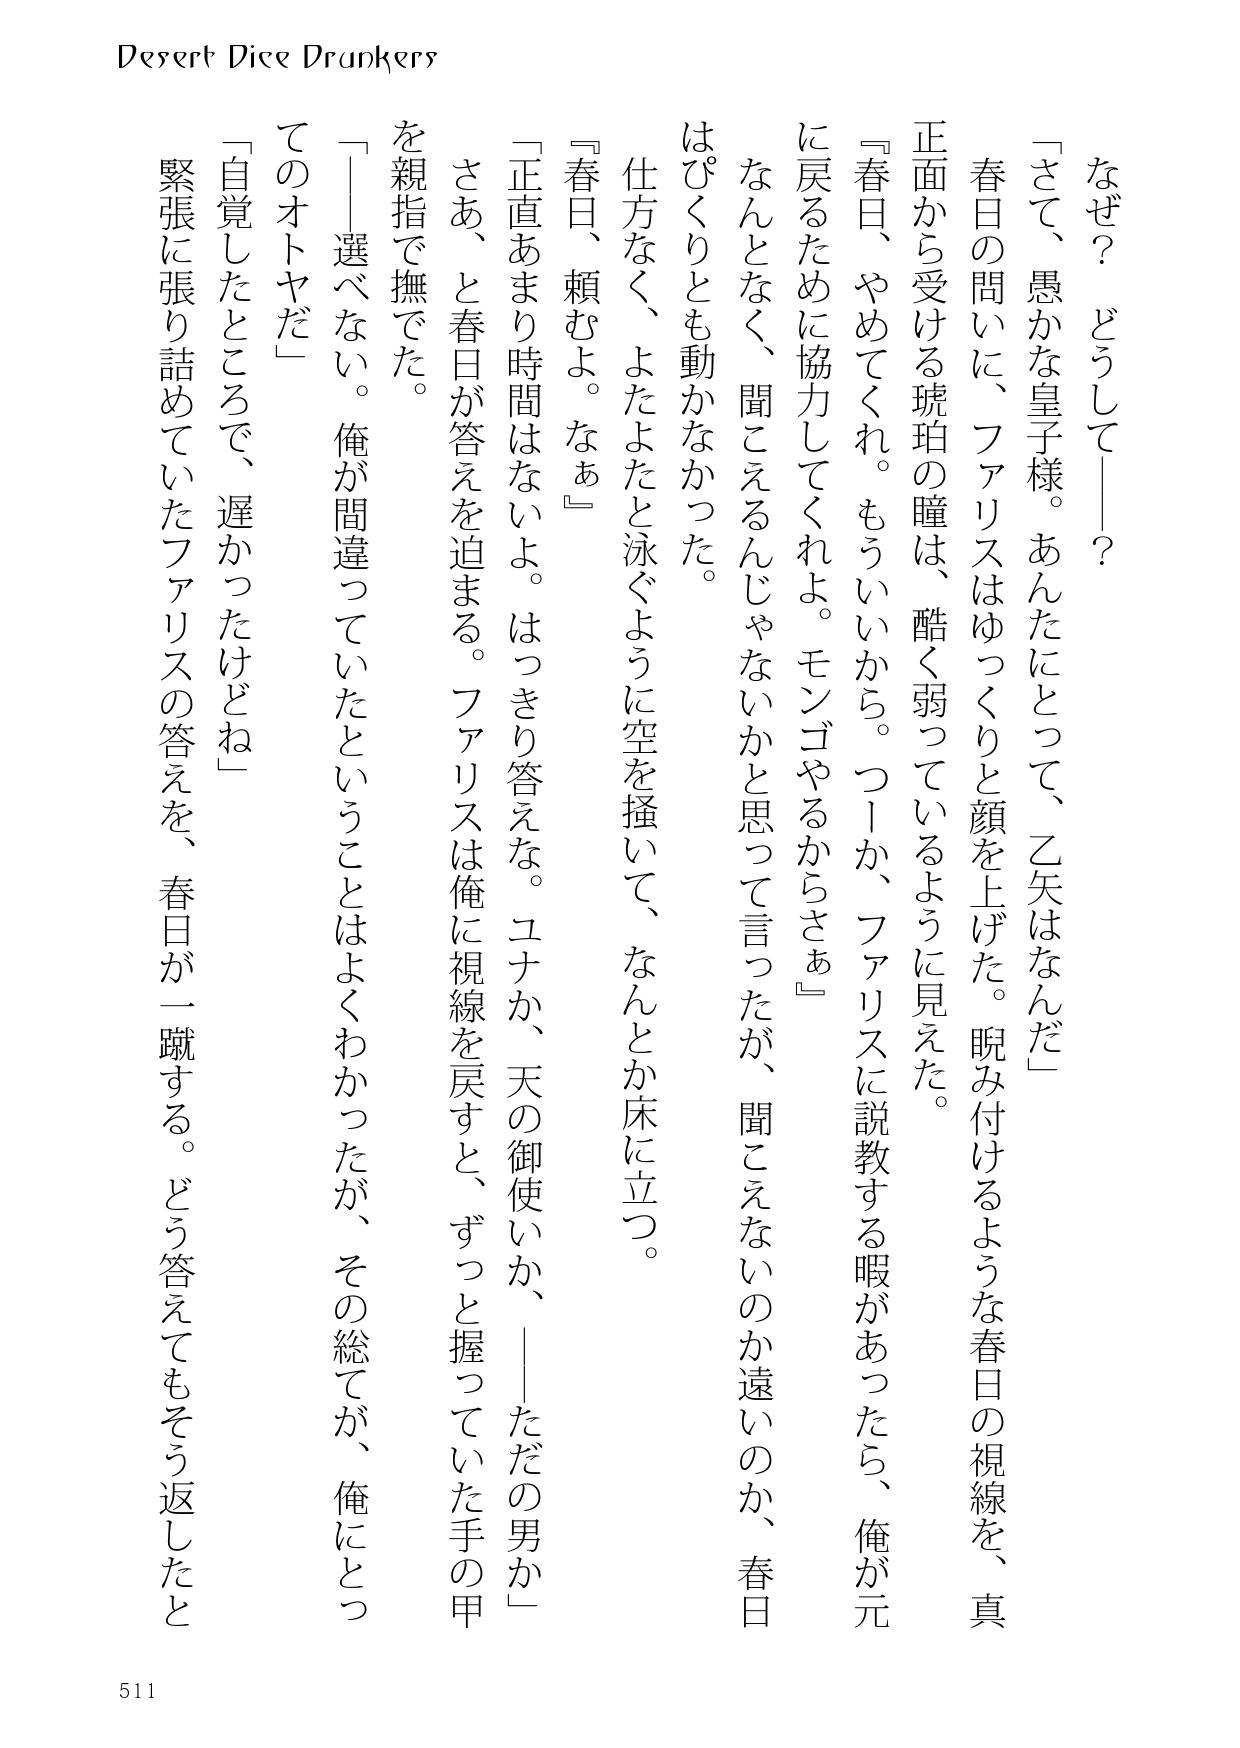 Desert Dice Drunkers
なぜ？　どうして――？
「さて、愚かな皇子様。あんたにとって、乙矢はなんだ」
春日の問いに、ファリスはゆっくりと顔を上げた。睨み付けるような春日の視線を、真
正面から受ける琥珀の瞳は、酷く弱っているように見えた。
『春日、やめてくれ。もういいから。つーか、ファリスに説教する暇があったら、俺が元
に戻るために協力してくれよ。モンゴやるからさぁ』
なんとなく、聞こえるんじゃないかと思って言ったが、聞こえないのか遠いのか、春日
はぴくりとも動かなかった。
仕方なく、よたよたと泳ぐように空を掻いて、なんとか床に立つ。
『春日、頼むよ。なぁ』
「正直あまり時間はないよ。はっきり答えな。ユナか、天の御使いか、――ただの男か」
さあ、と春日が答えを迫まる。ファリスは俺に視線を戻すと、ずっと握っていた手の甲
を親指で撫でた。
「――選べない。俺が間違っていたということはよくわかったが、その総てが、俺にとっ
てのオトヤだ」
「自覚したところで、遅かったけどね」
緊張に張り詰めていたファリスの答えを、春日が一蹴する。どう答えてもそう返したと
511